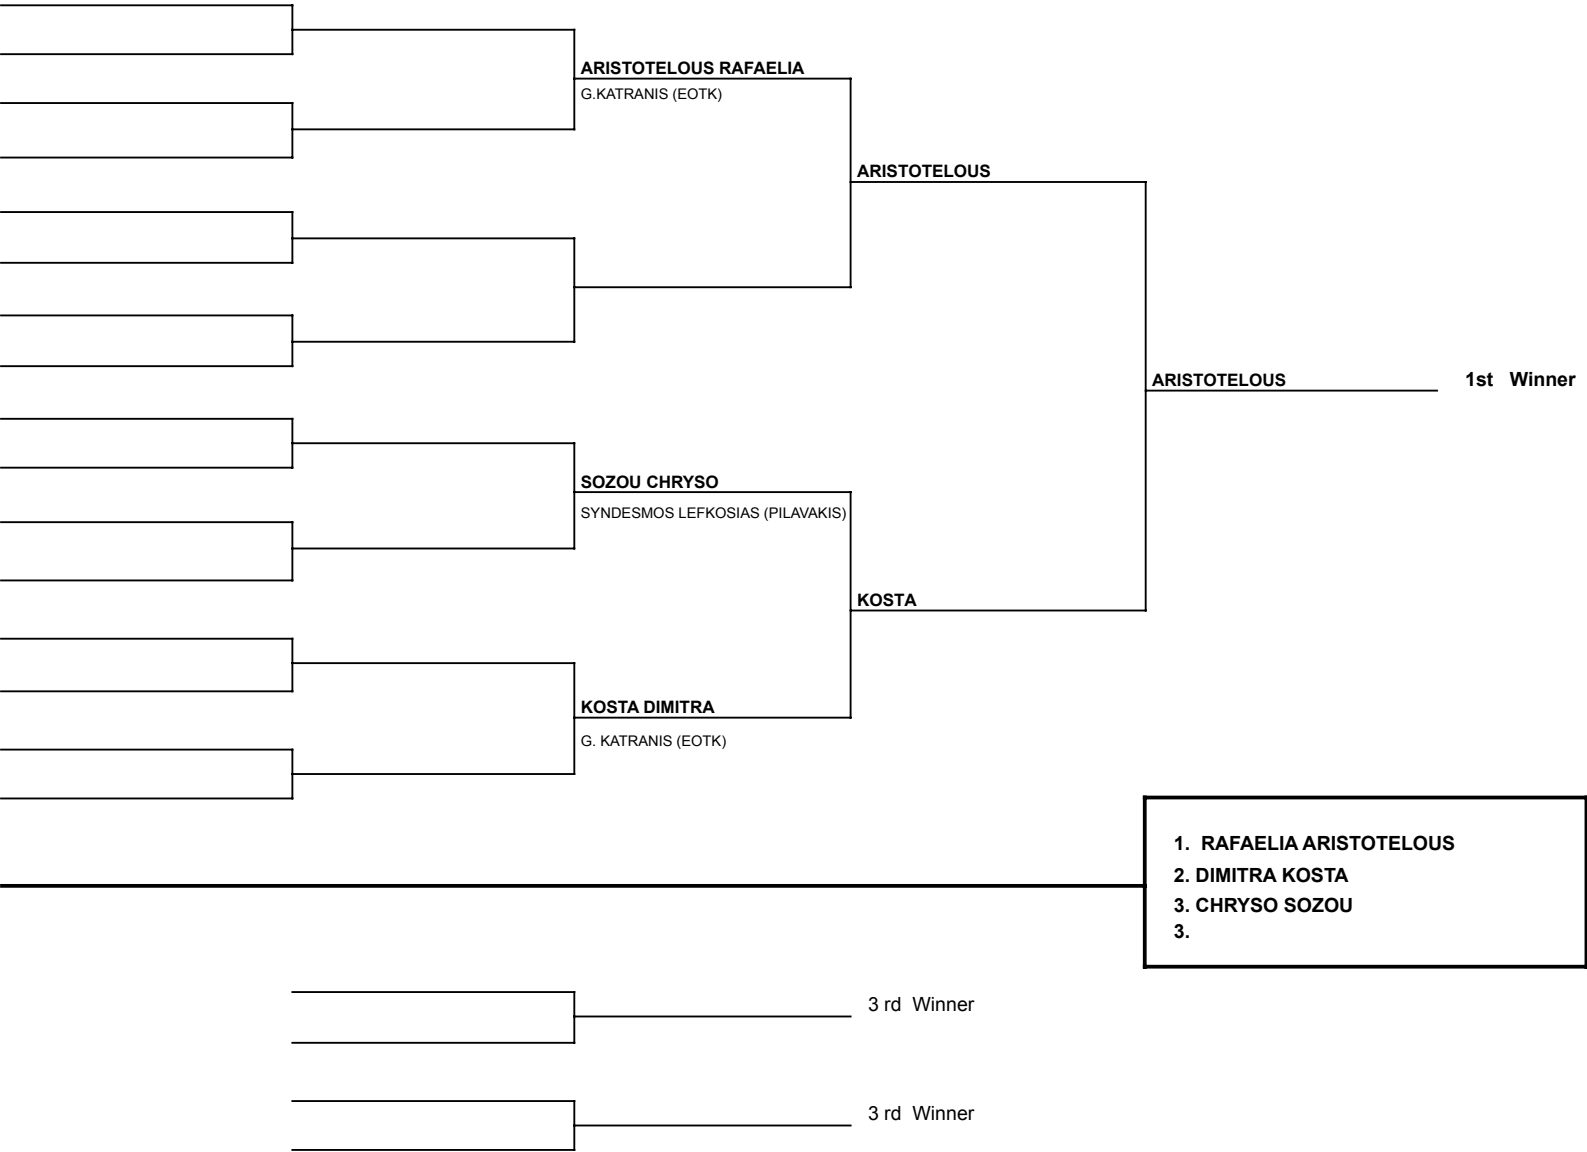 ARISTOTELOUS RAFAELIA
G.KATRANIS (EOTK)
ARISTOTELOUS
ARISTOTELOUS
1st Winner
SOZOU CHRYSO
SYNDESMOS LEFKOSIAS (PILAVAKIS)
KOSTA
KOSTA DIMITRA
G. KATRANIS (EOTK)
1. RAFAELIA ARISTOTELOUS
2. DIMITRA KOSTA
3. CHRYSO SOZOU
3.
3 rd Winner
3 rd Winner